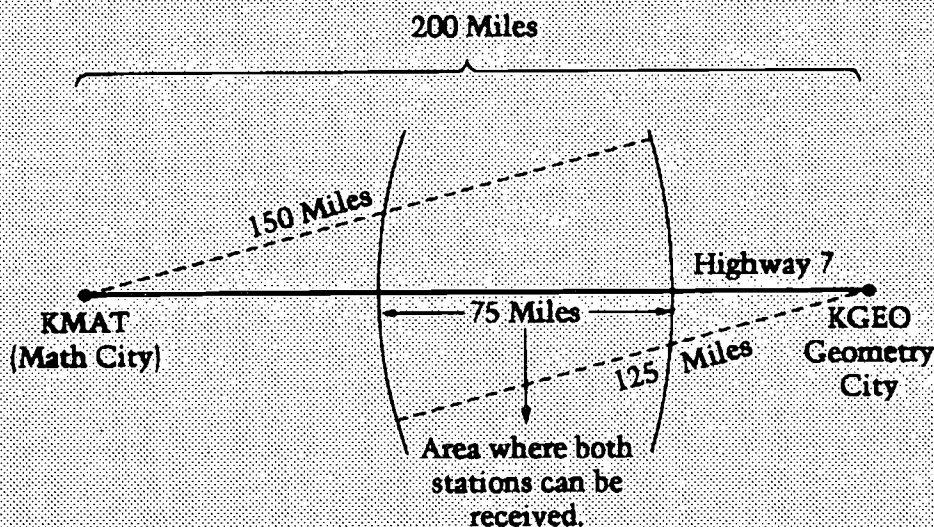 200 Miles
150 Miles
Highway 7
75 Miles
KMAT
(Math City)
KGEO
Geometry
City
125 Miles
Area where both
stations can be
received.